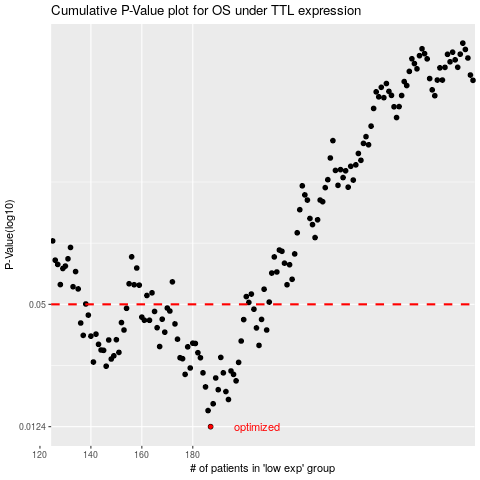 Cumulative P-Value plot for OS under TTL expression
P-Value(log10)
0.05
0.0124
optimized
120 140 160 180
# of patients in 'low exp' group